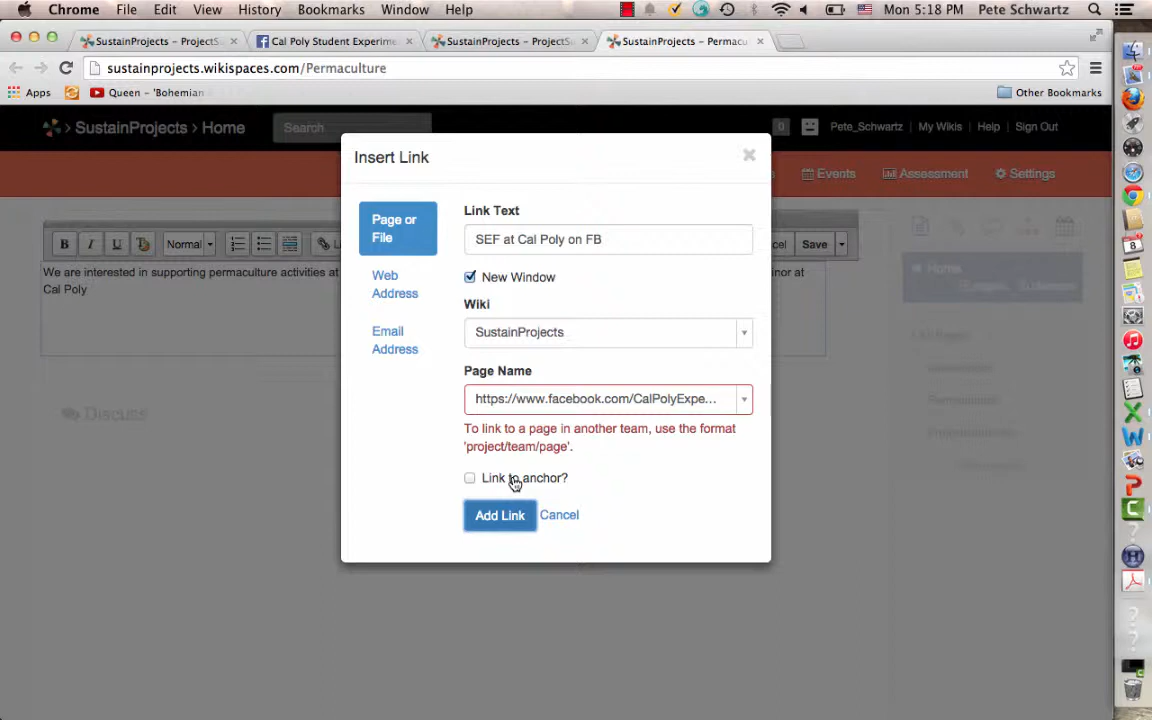 Chrome File Edit View History Bookmarks Window Help Mon 5:18 PM Pete Schwartz
SustainProjects – ProjectS Cal Poly Student Experime SustainProjects – ProjectS SustainProjects – Permacu
sustainprojects.wikispaces.com/Permaculture
Apps Queen – 'Bohemian Other Bookmarks
SustainProjects > Home Search 0 Pete_Schwartz My Wikis Help Sign Out
Insert Link
Events Assessment Settings
Page or
File
Web
Address
Email
Address
Link Text
SEF at Cal Poly on FB
New Window
Wiki
SustainProjects
Page Name
https://www.facebook.com/CalPolyExpe...
To link to a page in another team, use the format
'project/team/page'.
Link to anchor?
Add Link Cancel
B I U Normal Save
We are interested in supporting permaculture activities at
Cal Poly
Home
Discuss